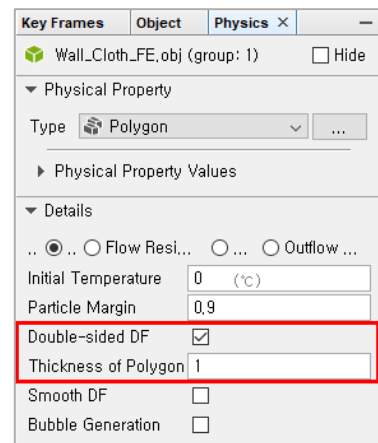 Key Frames Object Physics ×
Wall_Cloth_FE.obj (group: 1) Hide
Physical Property
Type Polygon ...
Physical Property Values
Details
.. .. Flow Resi... ... Outflow ...
Initial Temperature 0 (℃)
Particle Margin 0.9
Double-sided DF
Thickness of Polygon 1
Smooth DF
Bubble Generation